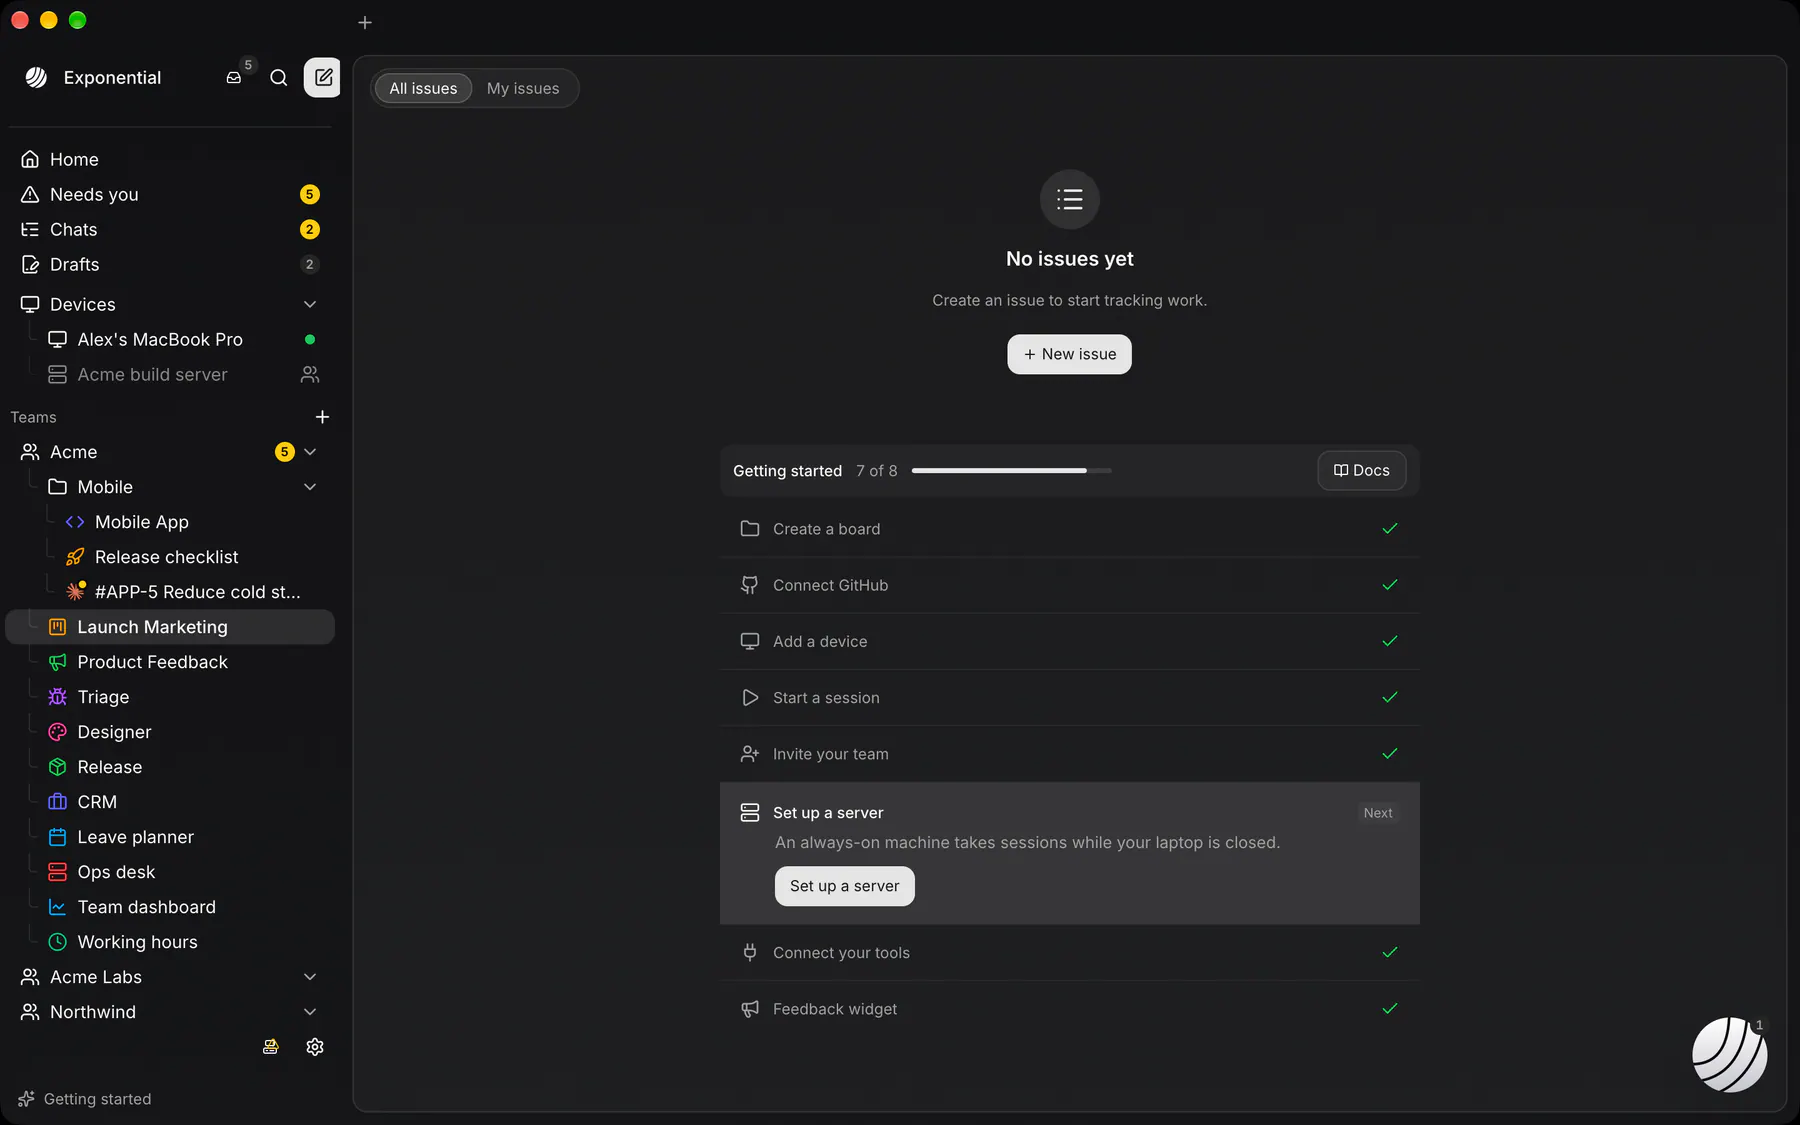 Exponential
5
Home
Needs you
5
Chats
2
Drafts
2
Devices
Alex's MacBook Pro
Acme build server
Teams
Acme
5
Mobile
Mobile App
Release checklist
#APP-5 Reduce cold st...
Launch Marketing
Product Feedback
Triage
Designer
Release
CRM
Leave planner
Ops desk
Team dashboard
Working hours
Acme Labs
Northwind
Getting started
All issues
My issues
No issues yet
Create an issue to start tracking work.
+ New issue
Getting started 7 of 8
Docs
Create a board
Connect GitHub
Add a device
Start a session
Invite your team
Set up a server
Next
An always-on machine takes sessions while your laptop is closed.
Set up a server
Connect your tools
Feedback widget
1